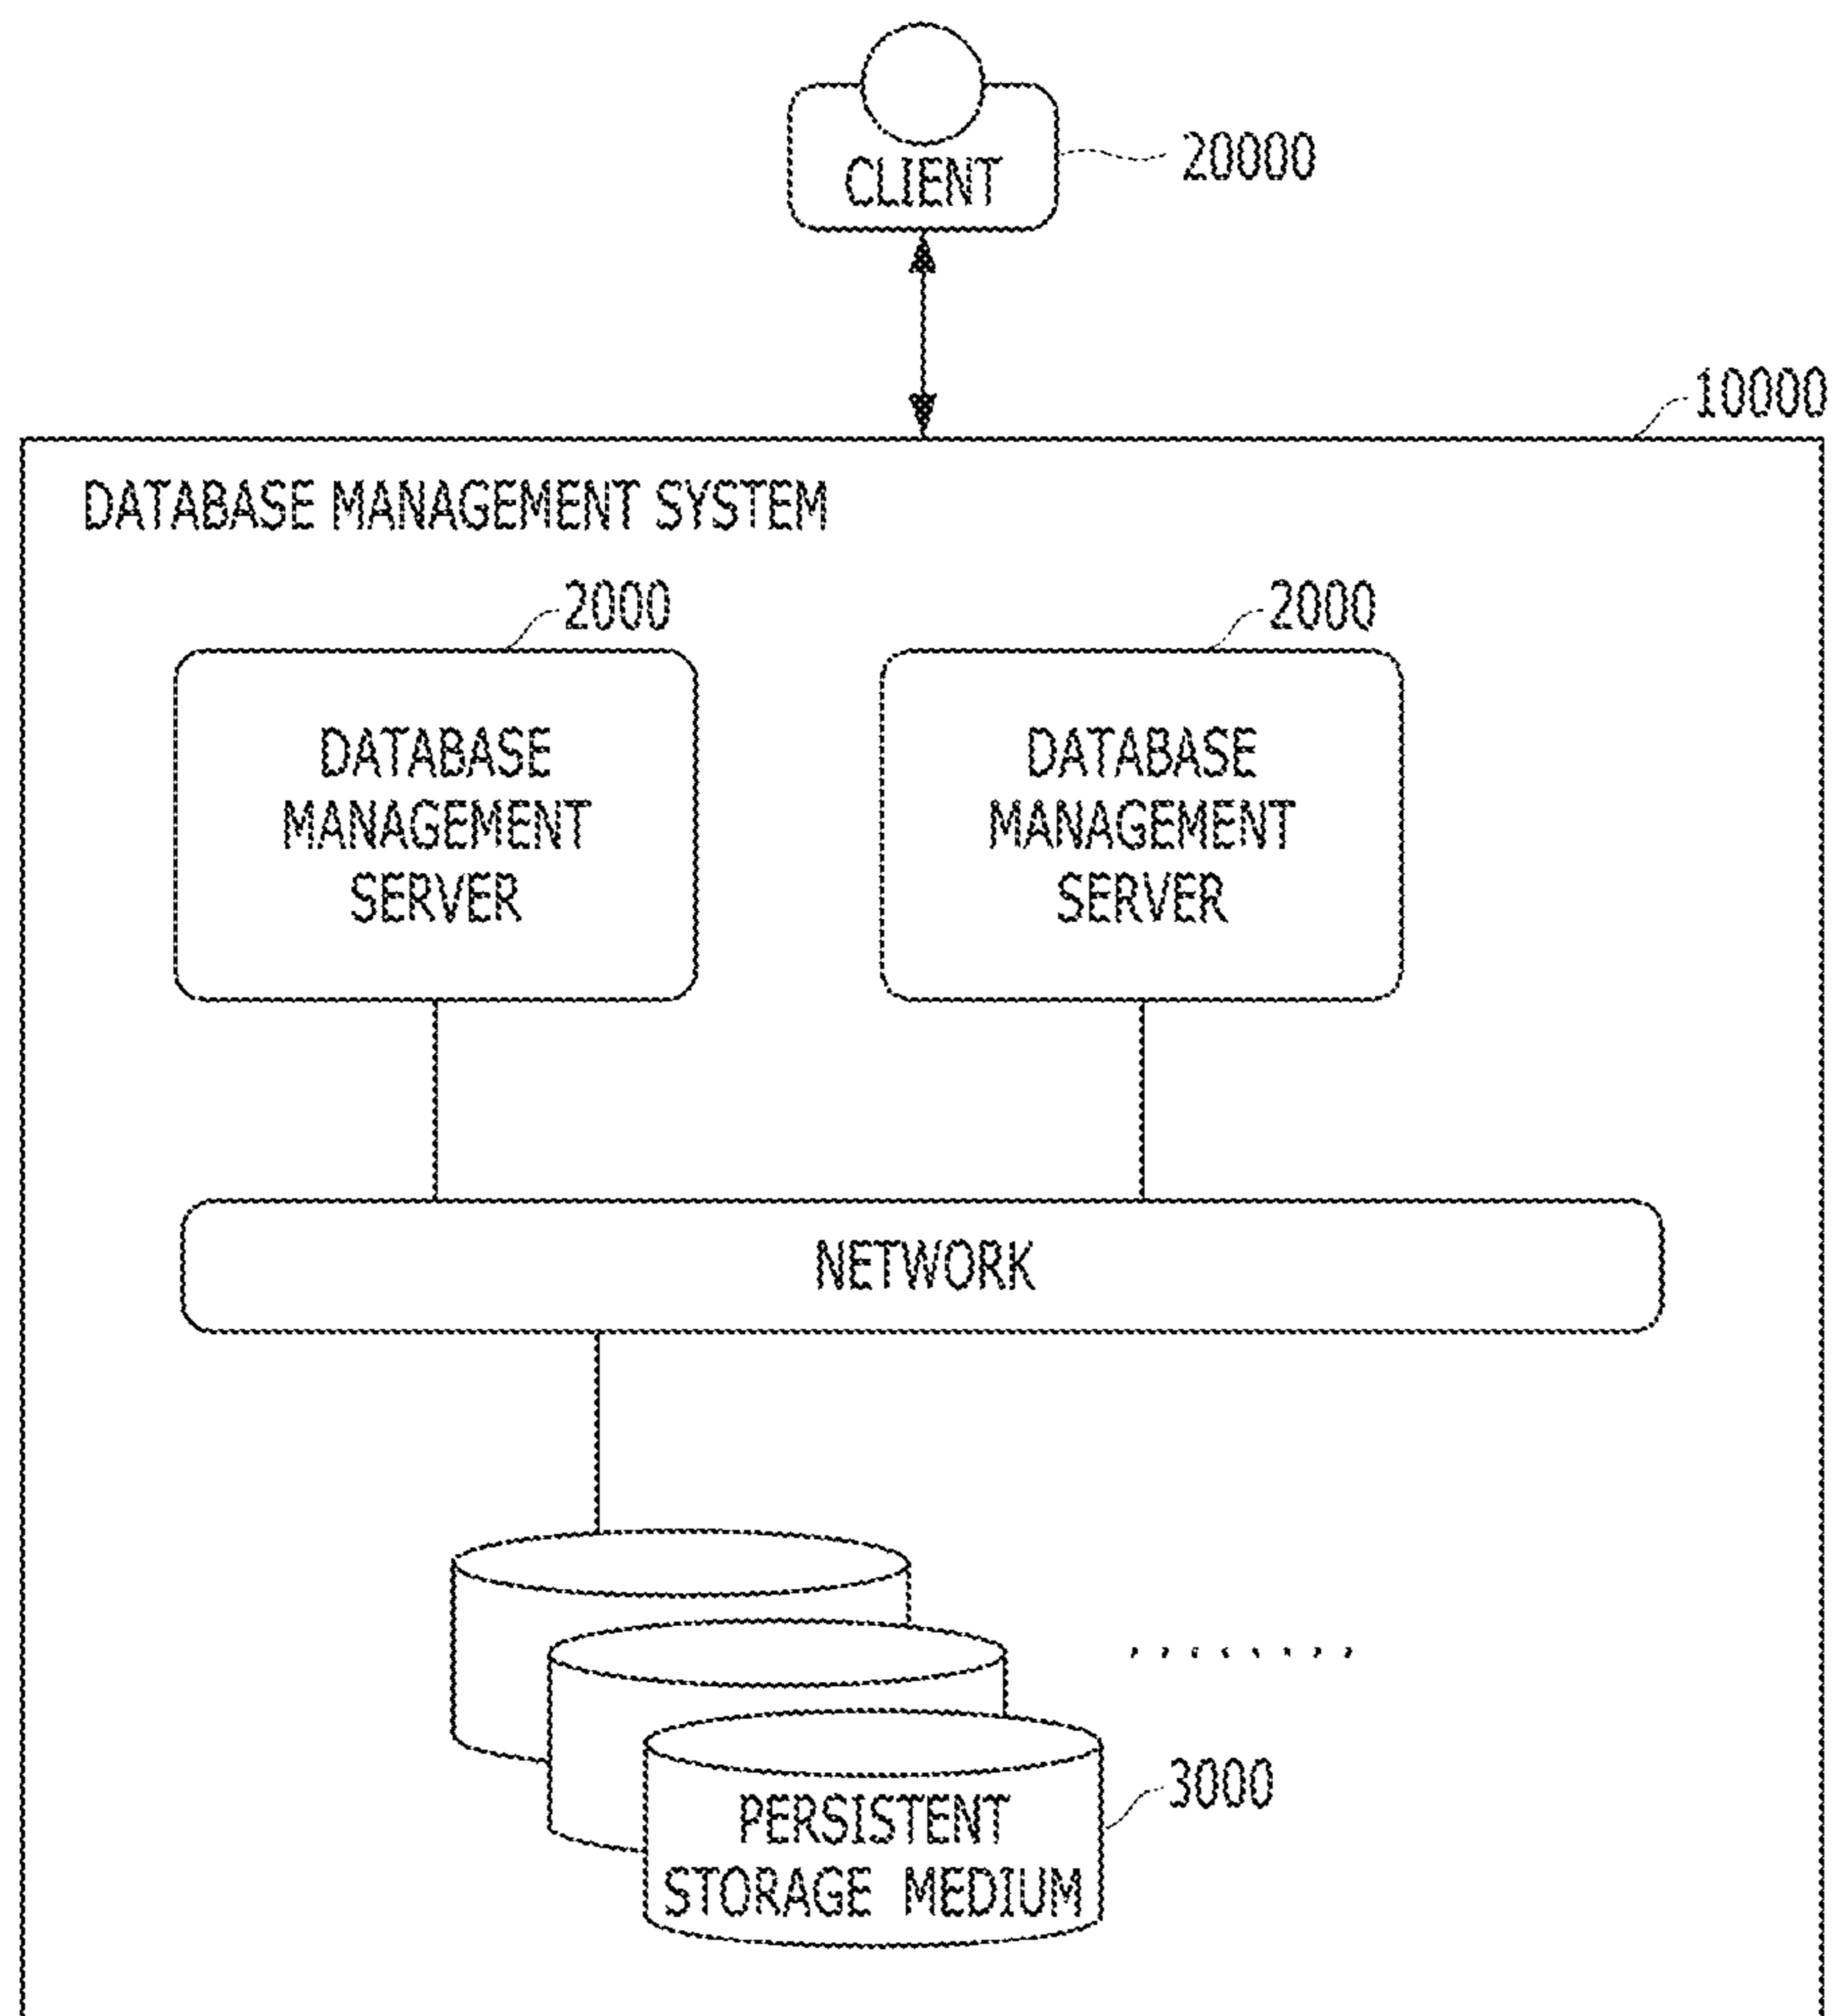 CLIENT
20000
10000
DATABASE MANAGEMENT SYSTEM
2000
2000
DATABASE
MANAGEMENT
SERVER
DATABASE
MANAGEMENT
SERVER
NETWORK
3000
PERSISTENT
STORAGE MEDIUM